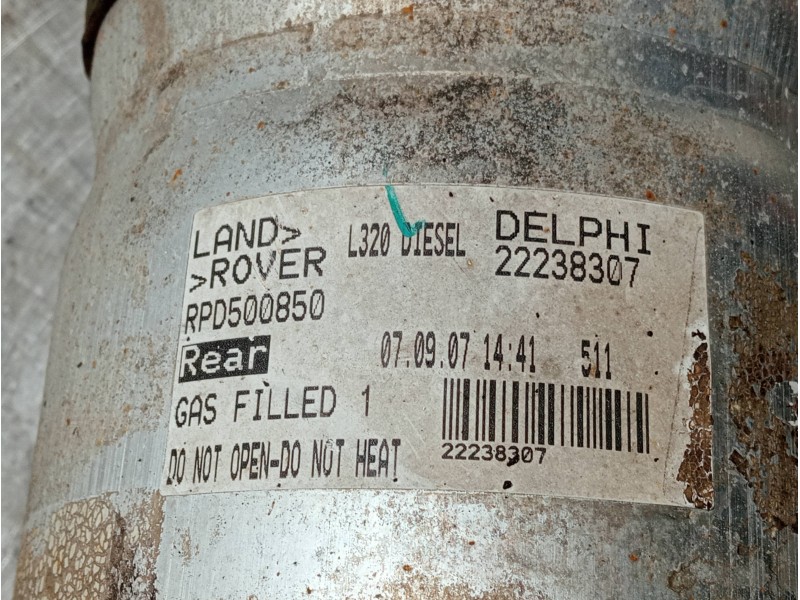 LAND>
>ROVER
L320 DIESEL
DELPHI
22238307
RPD500850
Rear
07.09.07 14:41 511
GAS FILLED 1
22238307
DO NOT OPEN-DO NOT HEAT